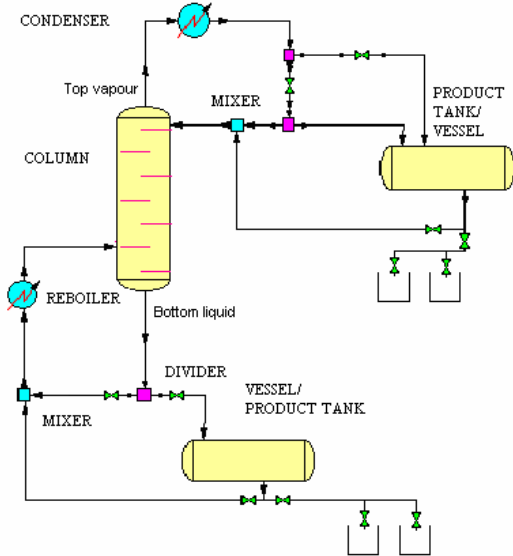 CONDENSER
Top vapour
MIXER
PRODUCT
TANK/
VESSEL
COLUMN
REBOILER
Bottom liquid
DIVIDER
VESSEL/
PRODUCT TANK
MIXER